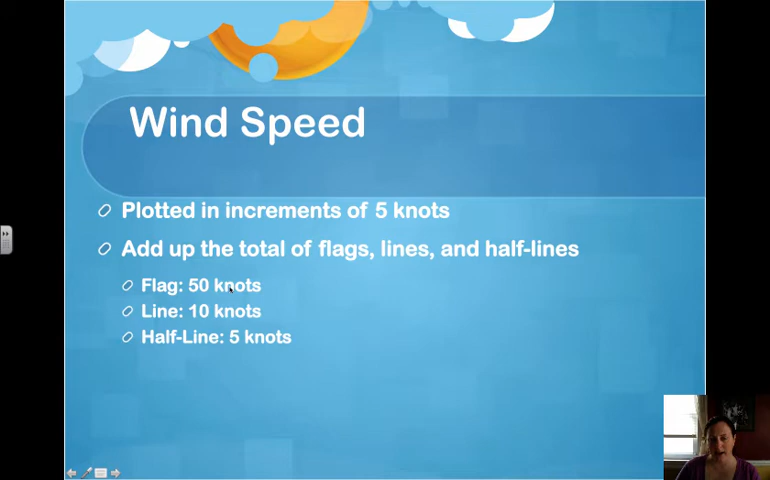 Wind Speed
Plotted in increments of 5 knots
Add up the total of flags, lines, and half-lines
Flag: 50 knots
Line: 10 knots
Half-Line: 5 knots